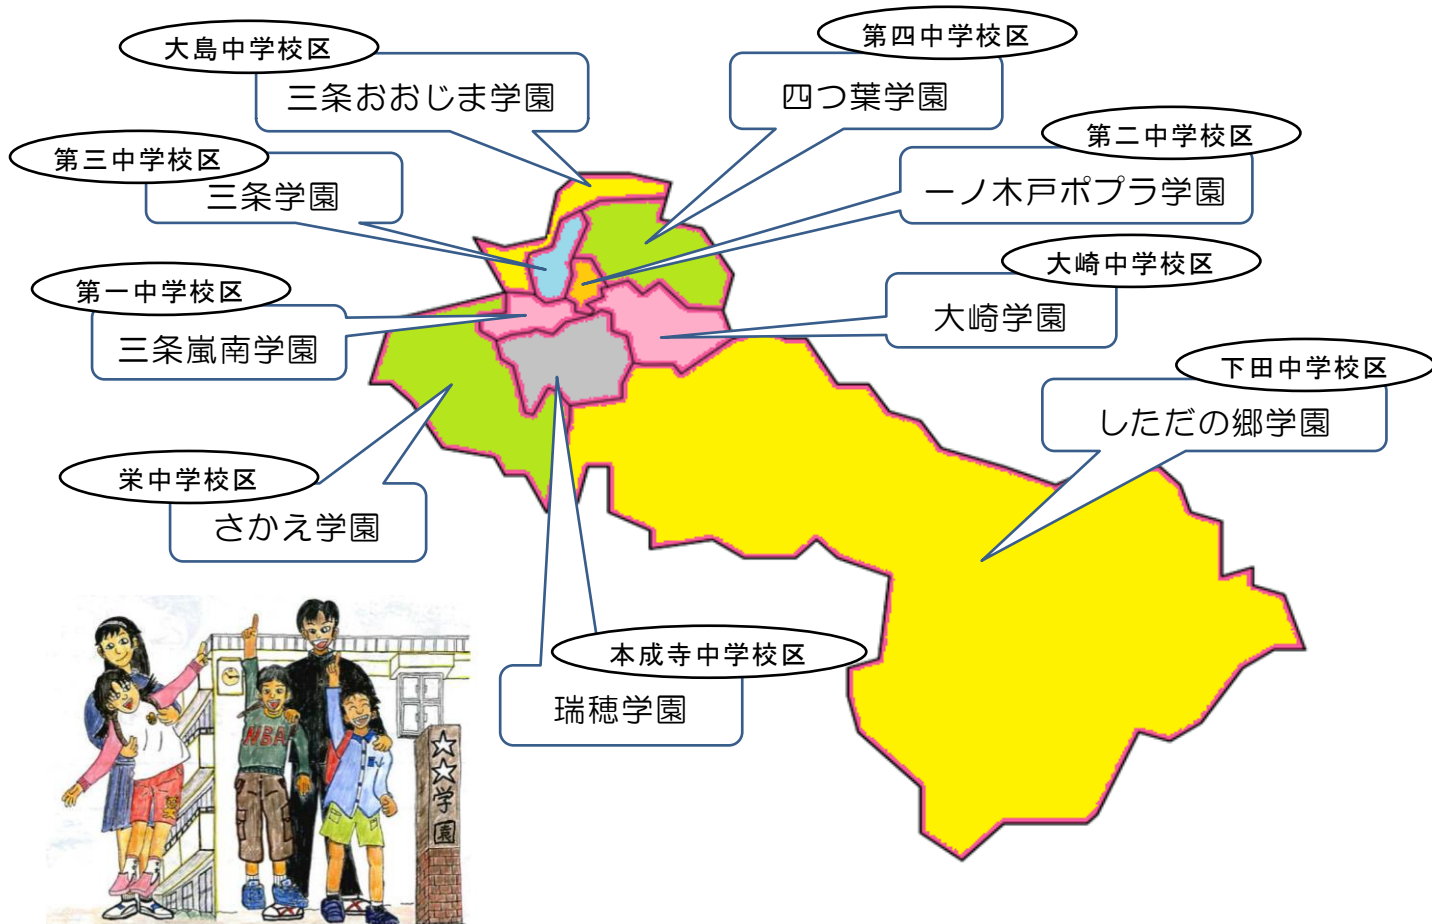 大島中学校区
三条おおじま学園
第四中学校区
四つ葉学園
第三中学校区
三条学園
第二中学校区
一ノ木戸ポプラ学園
第一中学校区
三条嵐南学園
大崎中学校区
大崎学園
下田中学校区
しただの郷学園
栄中学校区
さかえ学園
本成寺中学校区
瑞穂学園
NBA
☆☆学園